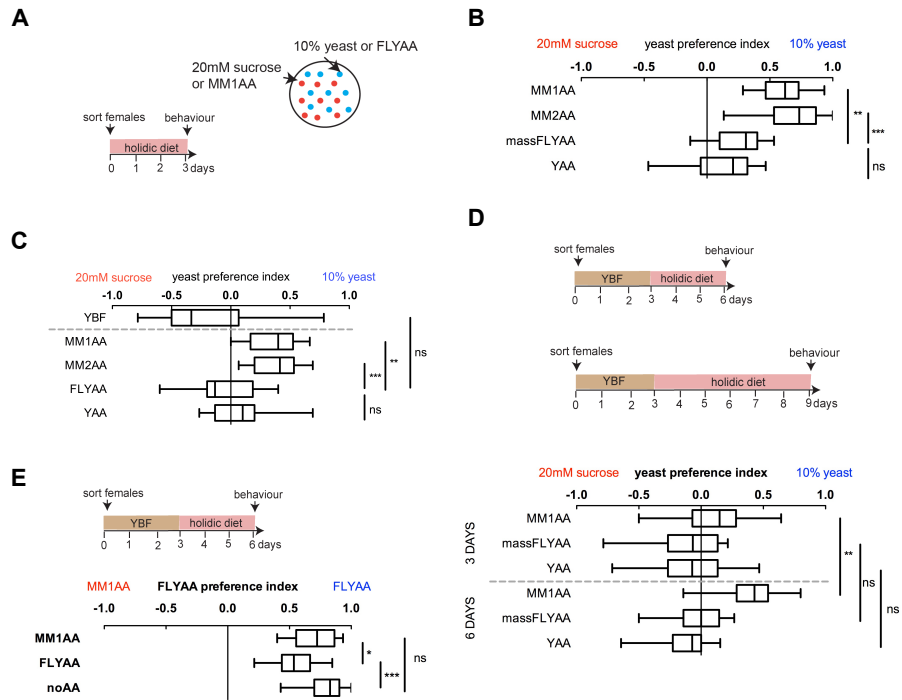 A
10% yeast or FLYAA
20mM sucrose
or MM1AA
sort females behaviour
holidic diet
0 1 2 3 days
B
20mM sucrose yeast preference index 10% yeast
-1.0 -0.5 0.0 0.5 1.0
MM1AA
MM2AA
massFLYAA
YAA
**
***
ns
C
20mM sucrose yeast preference index 10% yeast
-1.0 -0.5 0.0 0.5 1.0
YBF
MM1AA
MM2AA
FLYAA
YAA
***
**
ns
ns
D
sort females behaviour
YBF holidic diet
0 1 2 3 4 5 6 days
sort females behaviour
YBF holidic diet
0 1 2 3 4 5 6 7 8 9 days
20mM sucrose yeast preference index 10% yeast
-1.0 -0.5 0.0 0.5 1.0
3 DAYS
MM1AA
massFLYAA
YAA
6 DAYS
MM1AA
massFLYAA
YAA
**
ns
ns
E
sort females behaviour
YBF holidic diet
0 1 2 3 4 5 6 days
MM1AA FLYAA preference index FLYAA
-1.0 -0.5 0.0 0.5 1.0
MM1AA
FLYAA
noAA
*
***
ns